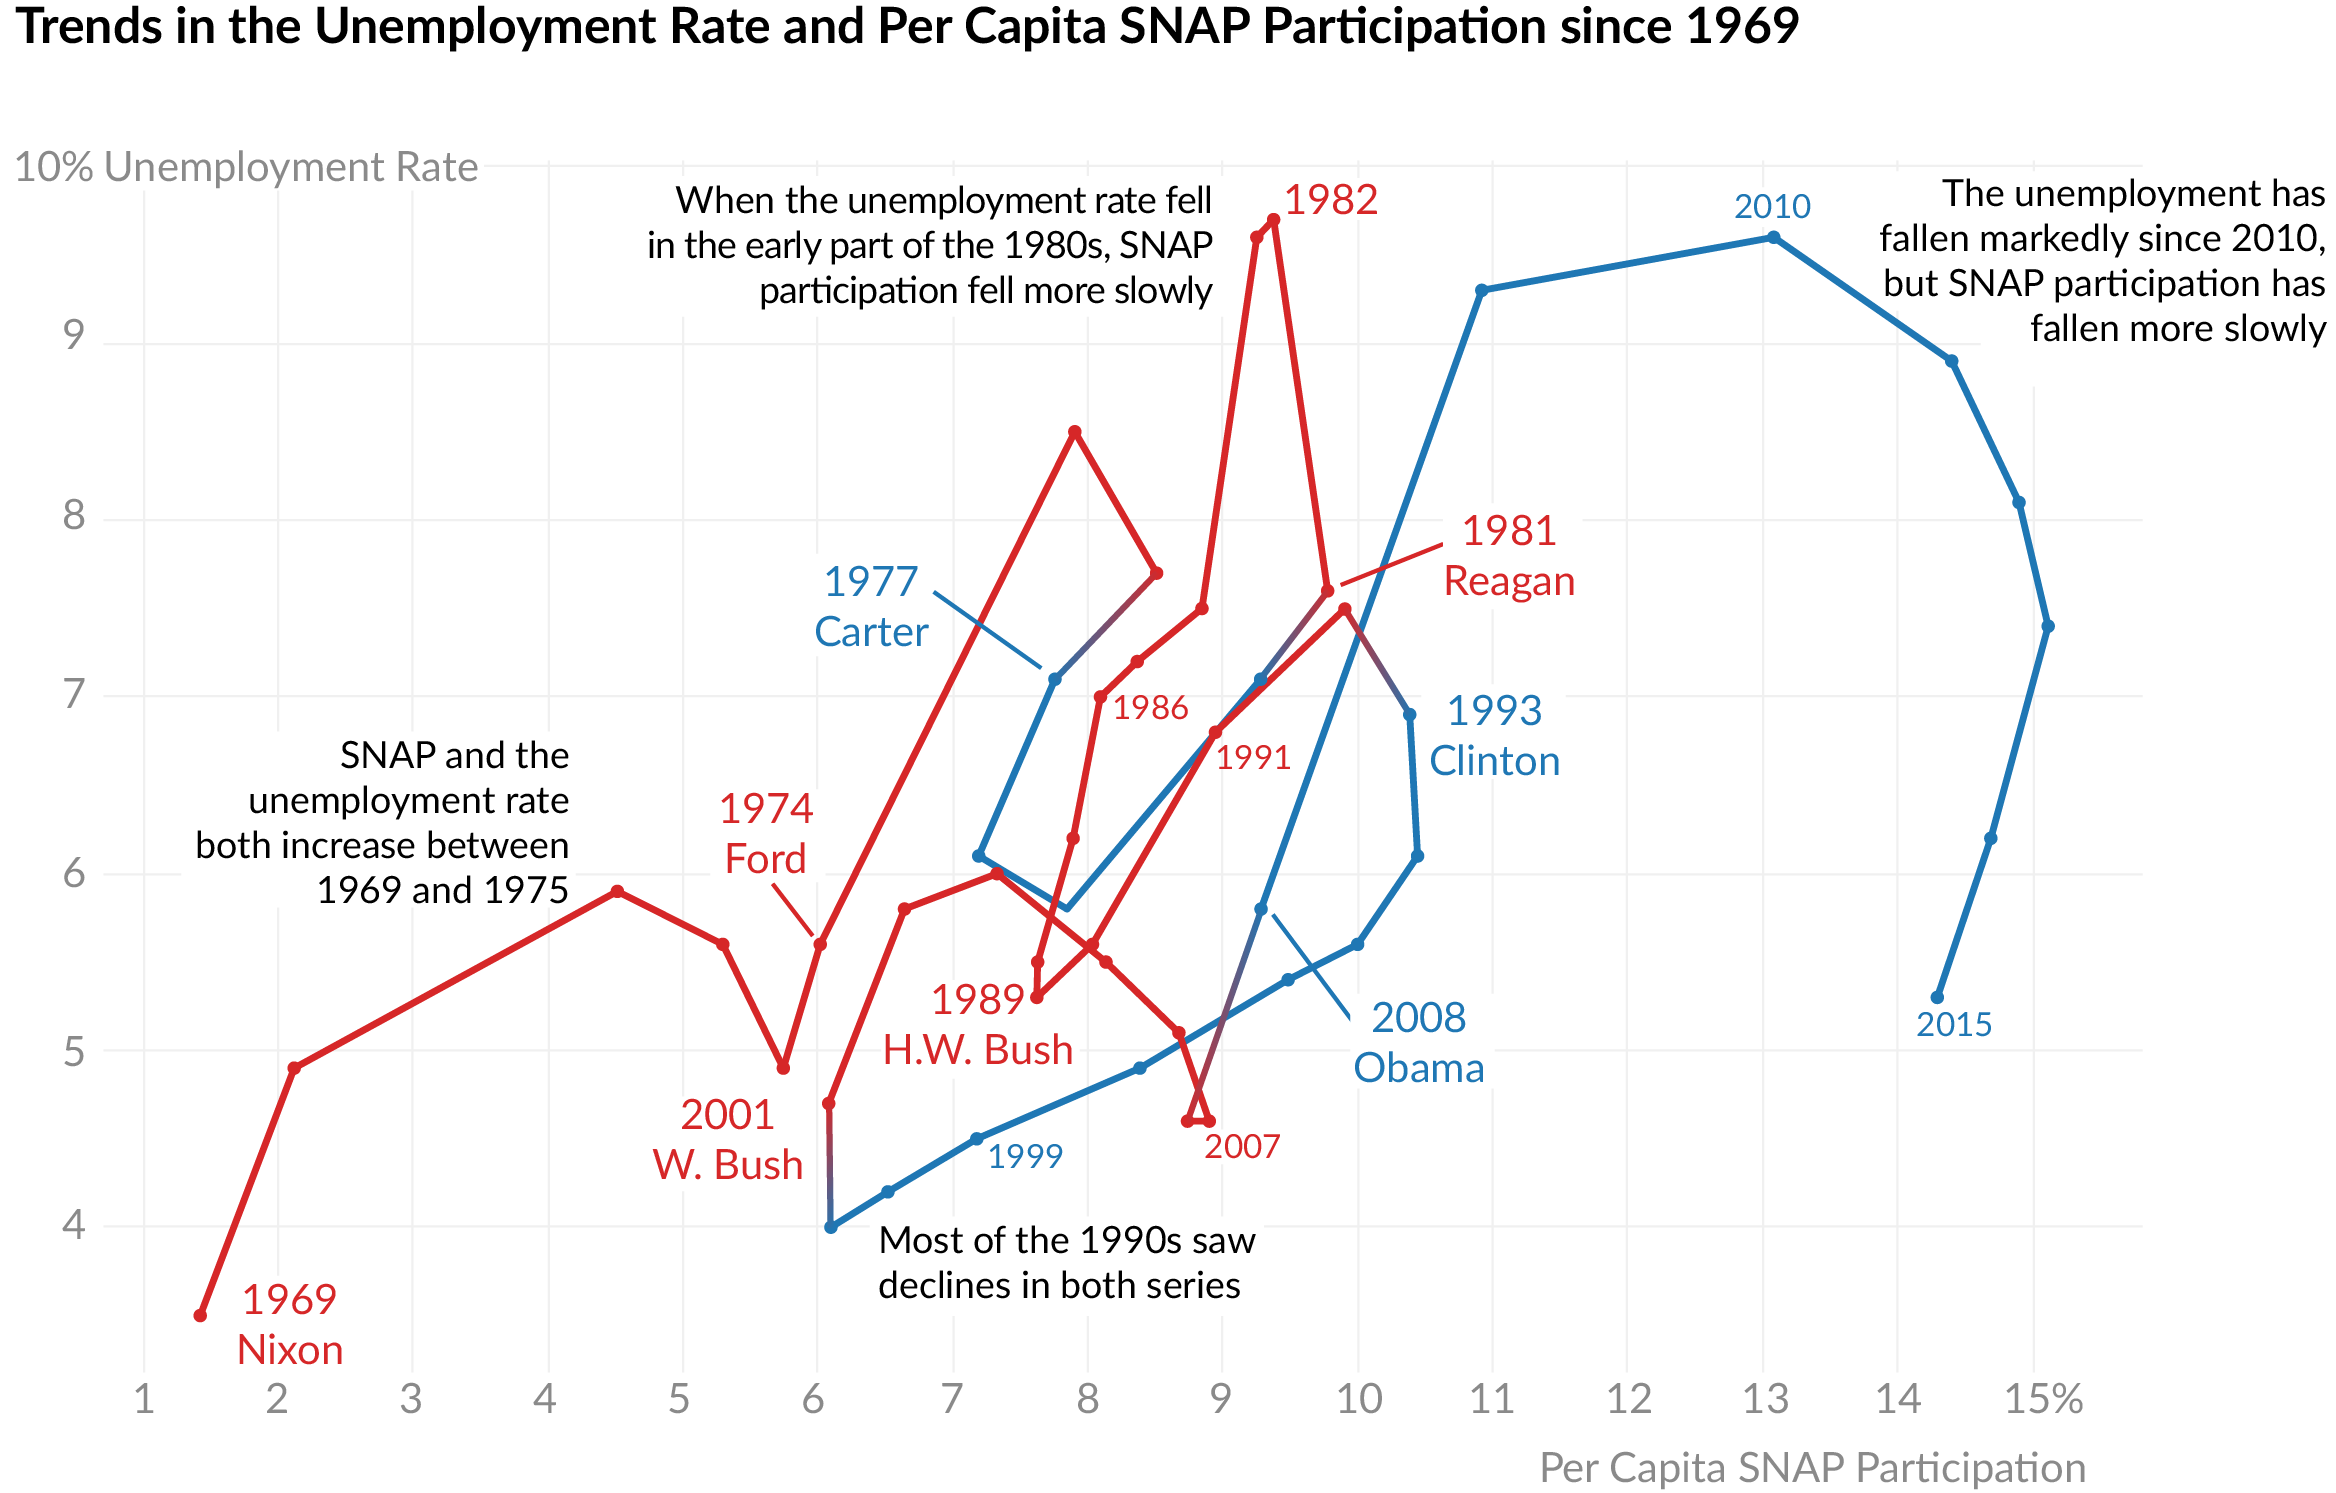 Trends in the Unemployment Rate and Per Capita SNAP Participation since 1969
10% Unemployment Rate
When the unemployment rate fell
in the early part of the 1980s, SNAP
participation fell more slowly
1982
2010
The unemployment has
fallen markedly since 2010,
but SNAP participation has
fallen more slowly
9
8
1977
Carter
1981
Reagan
7
1986
1993
Clinton
1991
SNAP and the
unemployment rate
both increase between
1969 and 1975
1974
Ford
6
1989
H.W. Bush
2008
Obama
2015
5
2001
W. Bush
1999
2007
4
Most of the 1990s saw
declines in both series
1969
Nixon
1 2 3 4 5 6 7 8 9 10 11 12 13 14 15%
Per Capita SNAP Participation